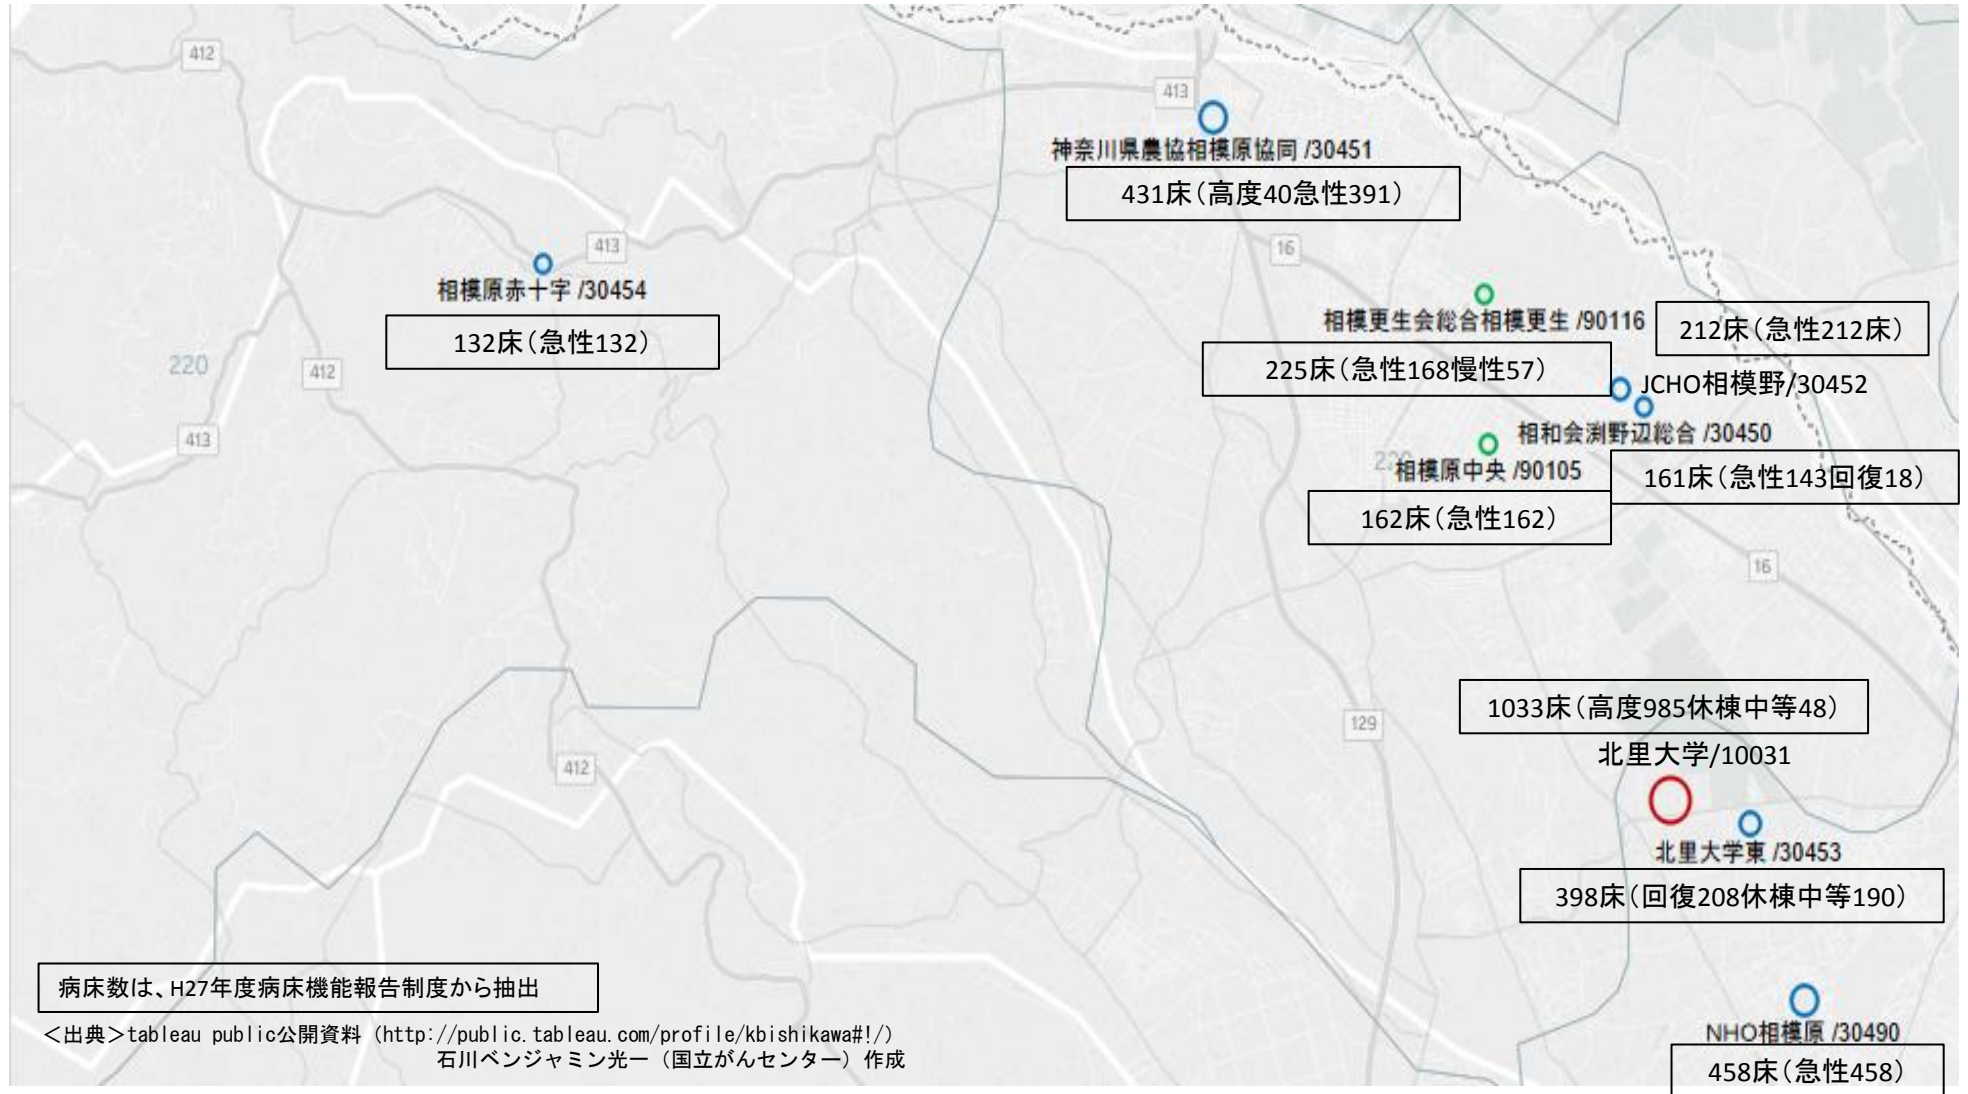 412
413
神奈川県農協相模原協同 /30451
431床（高度40急性391）
413
16
相模原赤十字 /30454
132床（急性132）
相模更生会総合相模更生 /90116
212床（急性212床）
225床（急性168慢性57）
220
412
JCHO相模野/30452
413
相和会渕野辺総合 /30450
相模原中央 /90105
161床（急性143回復18）
162床（急性162）
16
1033床（高度985休棟中等48）
129
北里大学/10031
412
北里大学東 /30453
398床（回復208休棟中等190）
病床数は、H27年度病床機能報告制度から抽出
＜出典＞tableau public公開資料（http://public.tableau.com/profile/kbishikawa#!/）
石川ベンジャミン光一（国立がんセンター）作成
NHO相模原 /30490
458床（急性458）